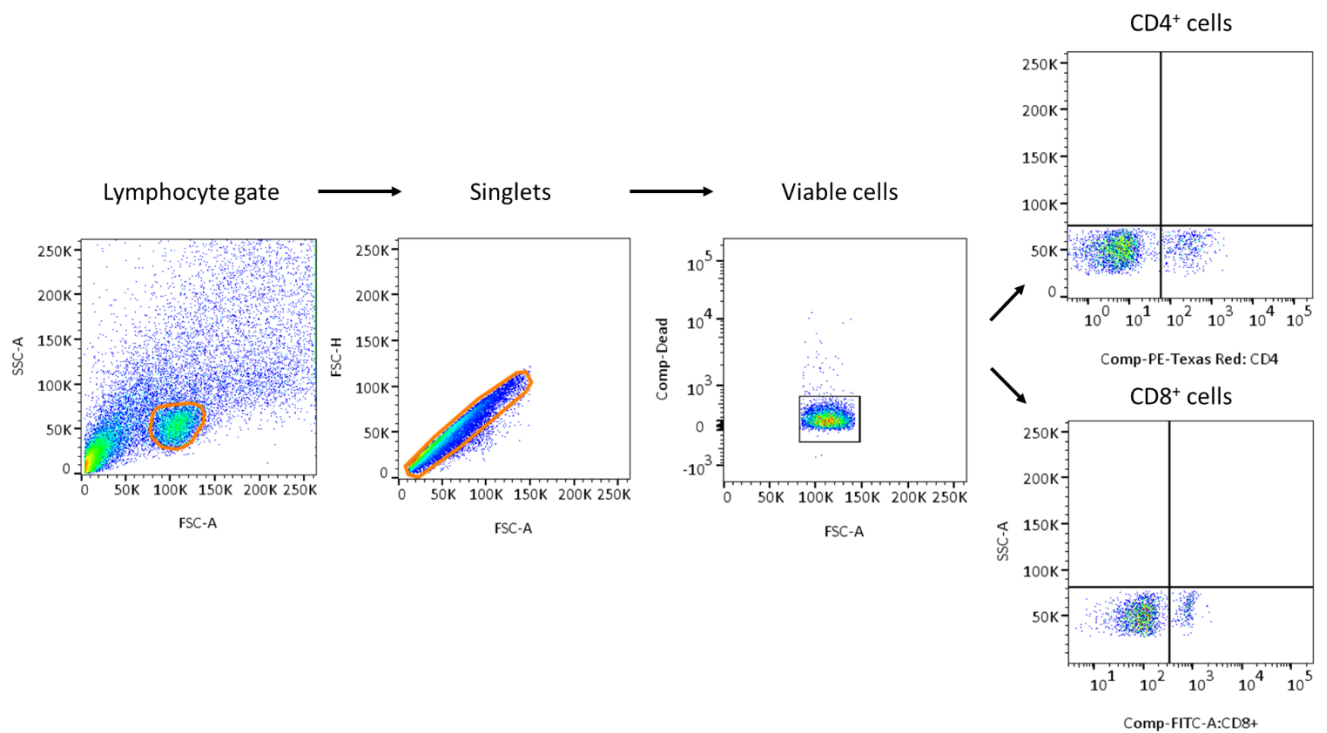 CD4⁺ cells
Lymphocyte gate
Singlets
Viable cells
250K
200K
150K
100K
50K
0
SSC-A
0 50K 100K 150K 200K 250K
FSC-A
250K
200K
150K
100K
50K
0
FSC-H
0 50K 100K 150K 200K 250K
FSC-A
10⁵
10⁴
10³
0
-10³
Comp-Dead
0 50K 100K 150K 200K 250K
FSC-A
250K
200K
150K
100K
50K
0
10⁰ 10¹ 10² 10³ 10⁴ 10⁵
Comp-PE-Texas Red: CD4
CD8⁺ cells
250K
200K
150K
100K
50K
SSC-A
10¹ 10² 10³ 10⁴ 10⁵
Comp-FITC-A:CD8+